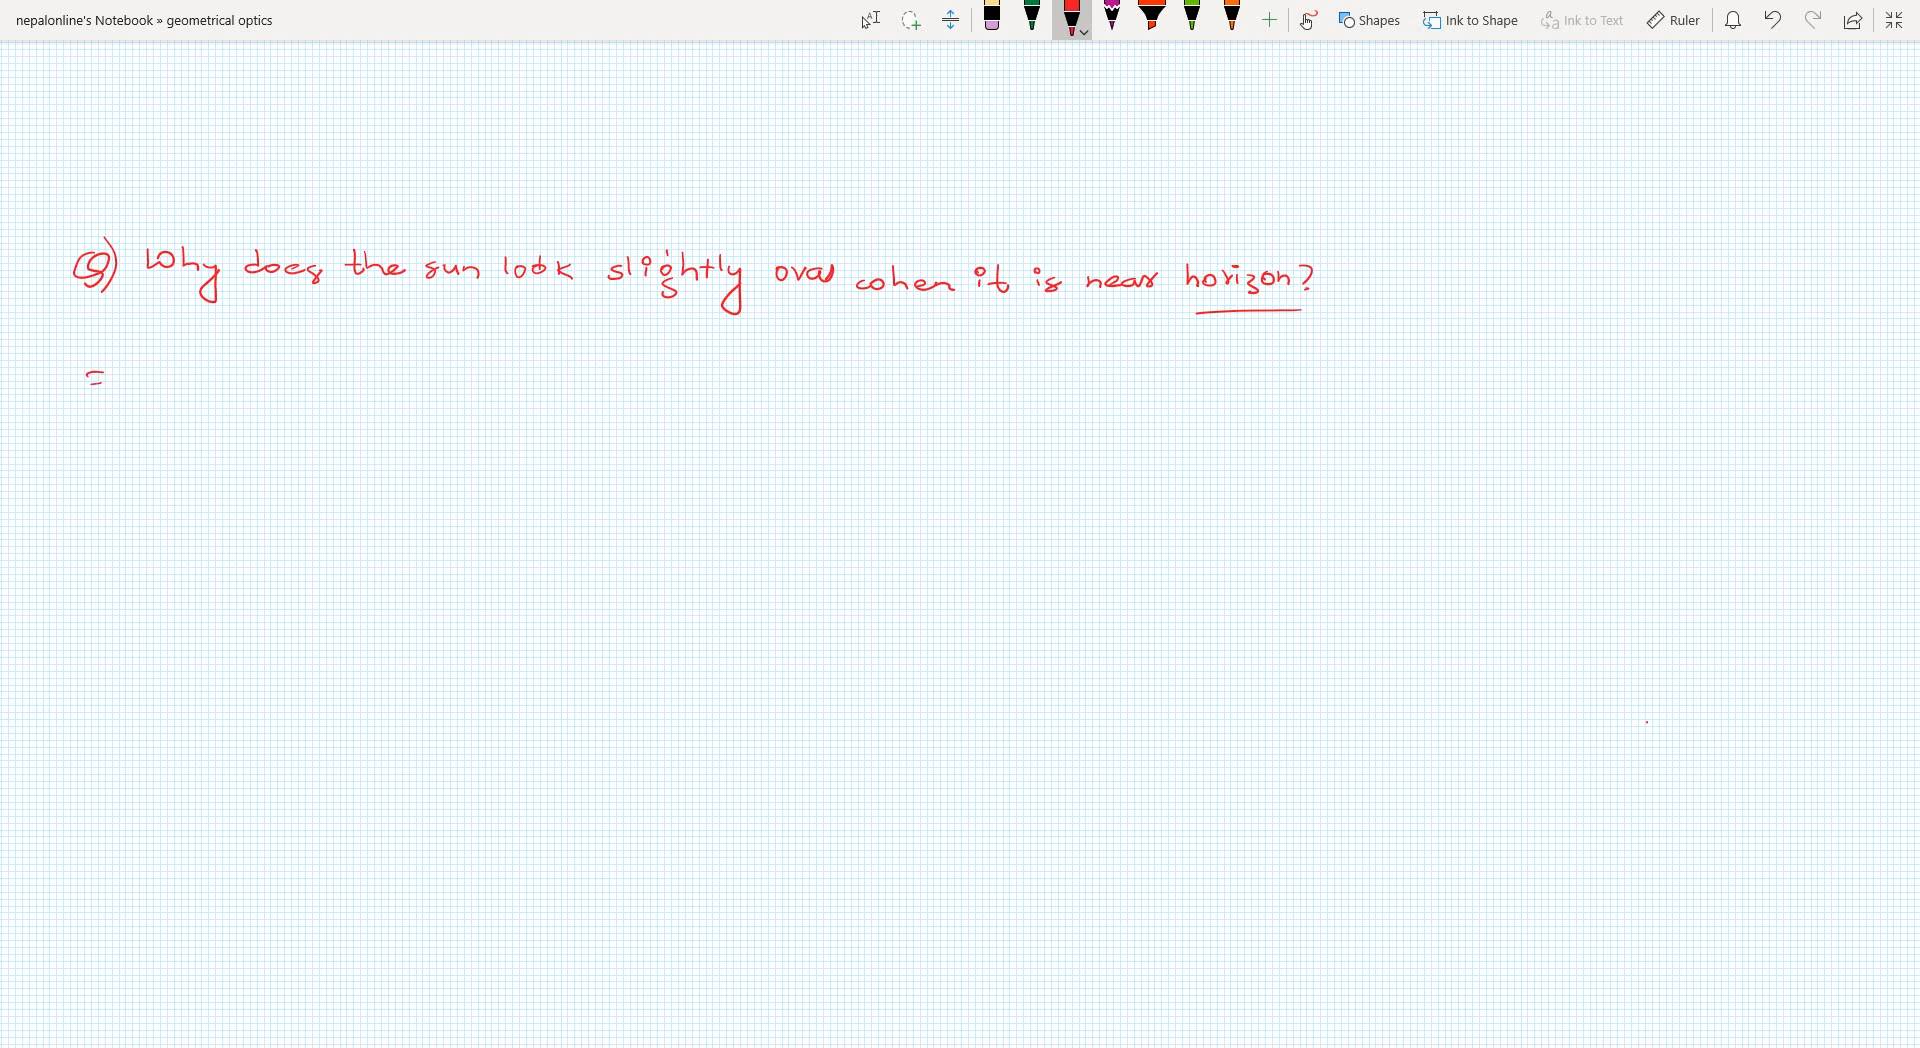 nepalonline's Notebook » geometrical optics
Shapes
Ink to Shape
Ink to Text
Ruler
Q) Why does the sun look slightly oval when it is near horizon?
=